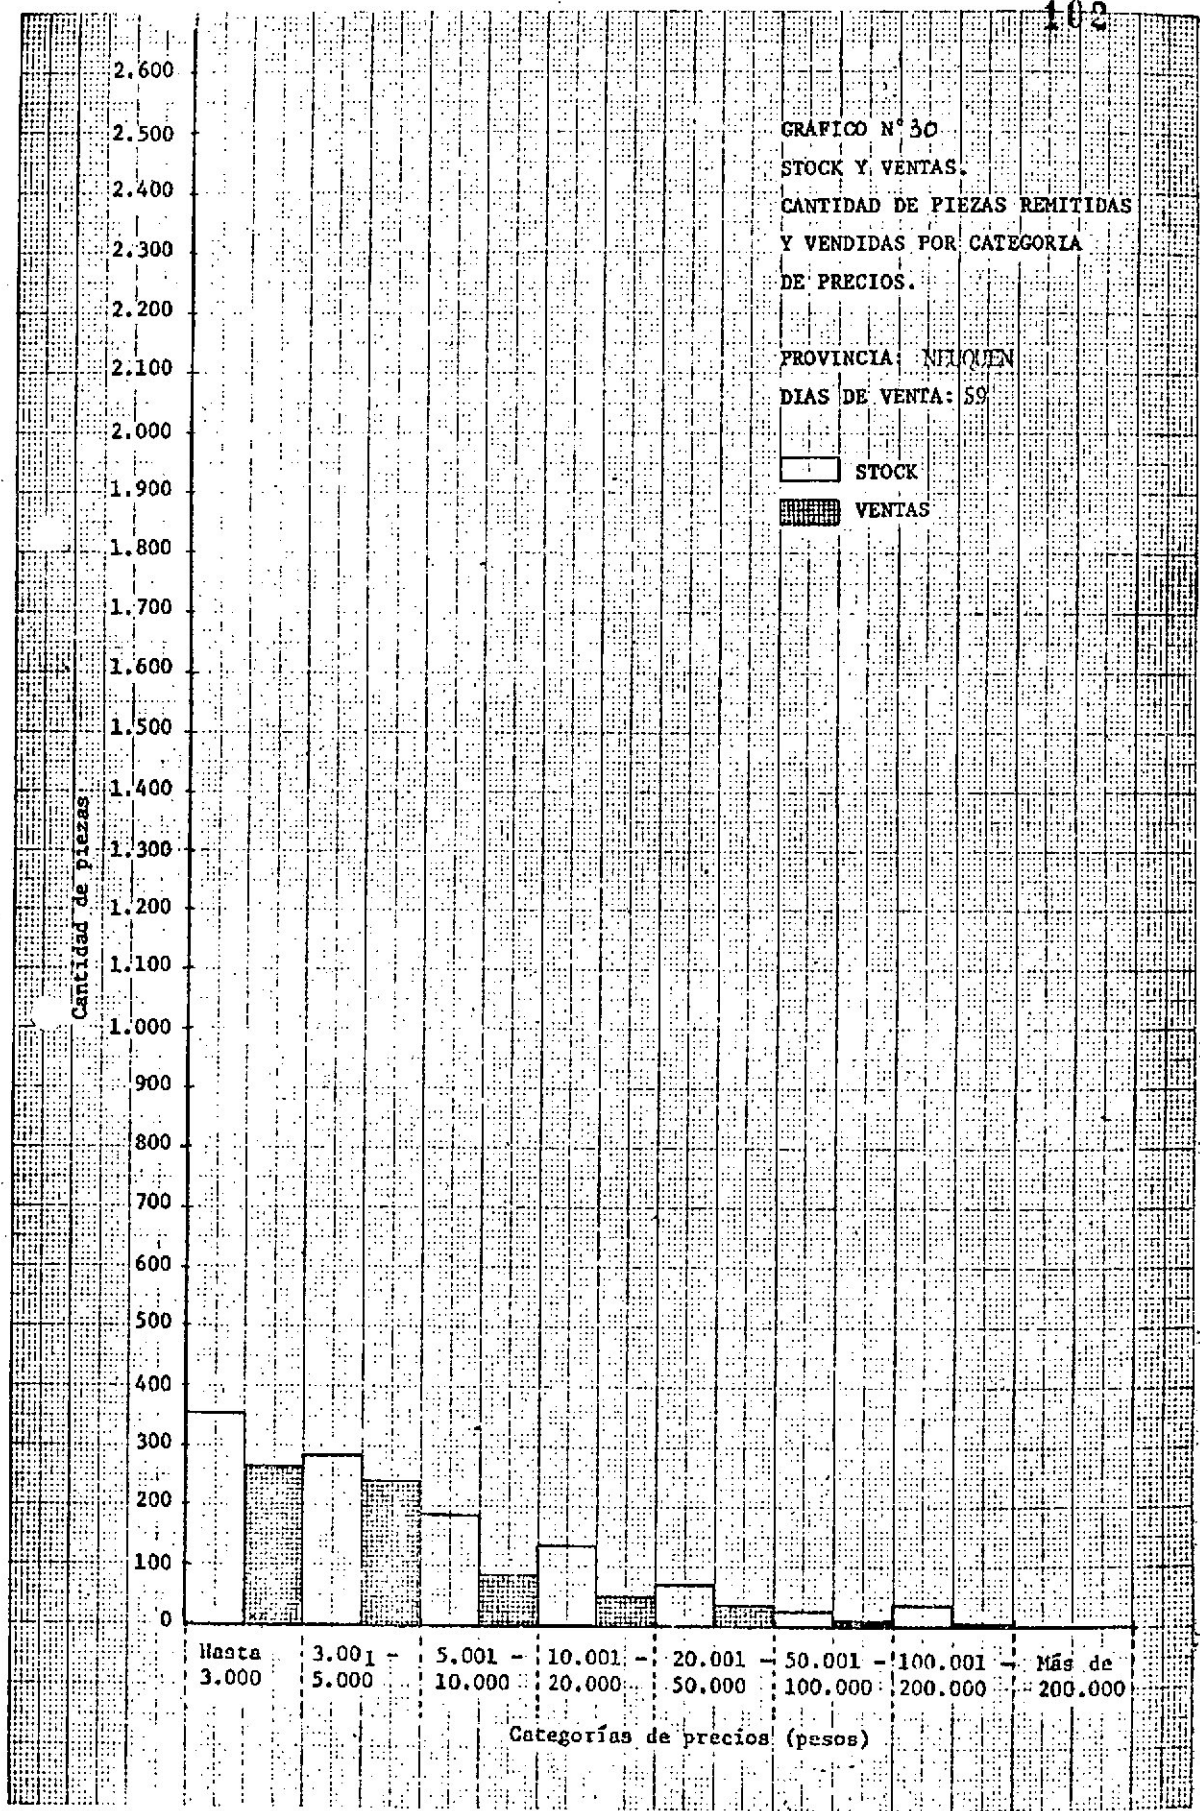 102
GRAFICO N° 30
STOCK Y VENTAS.
CANTIDAD DE PIEZAS REMITIDAS
Y VENDIDAS POR CATEGORIA
DE PRECIOS.
PROVINCIA: NEUQUEN
DIAS DE VENTA: 59
STOCK
VENTAS
Cantidad de piezas
2.600
2.500
2.400
2.300
2.200
2.100
2.000
1.900
1.800
1.700
1.600
1.500
1.400
1.300
1.200
1.100
1.000
900
800
700
600
500
400
300
200
100
0
Hasta 3.000
3.001 - 5.000
5.001 - 10.000
10.001 - 20.000
20.001 - 50.000
50.001 - 100.000
100.001 - 200.000
Más de 200.000
Categorías de precios (pesos)